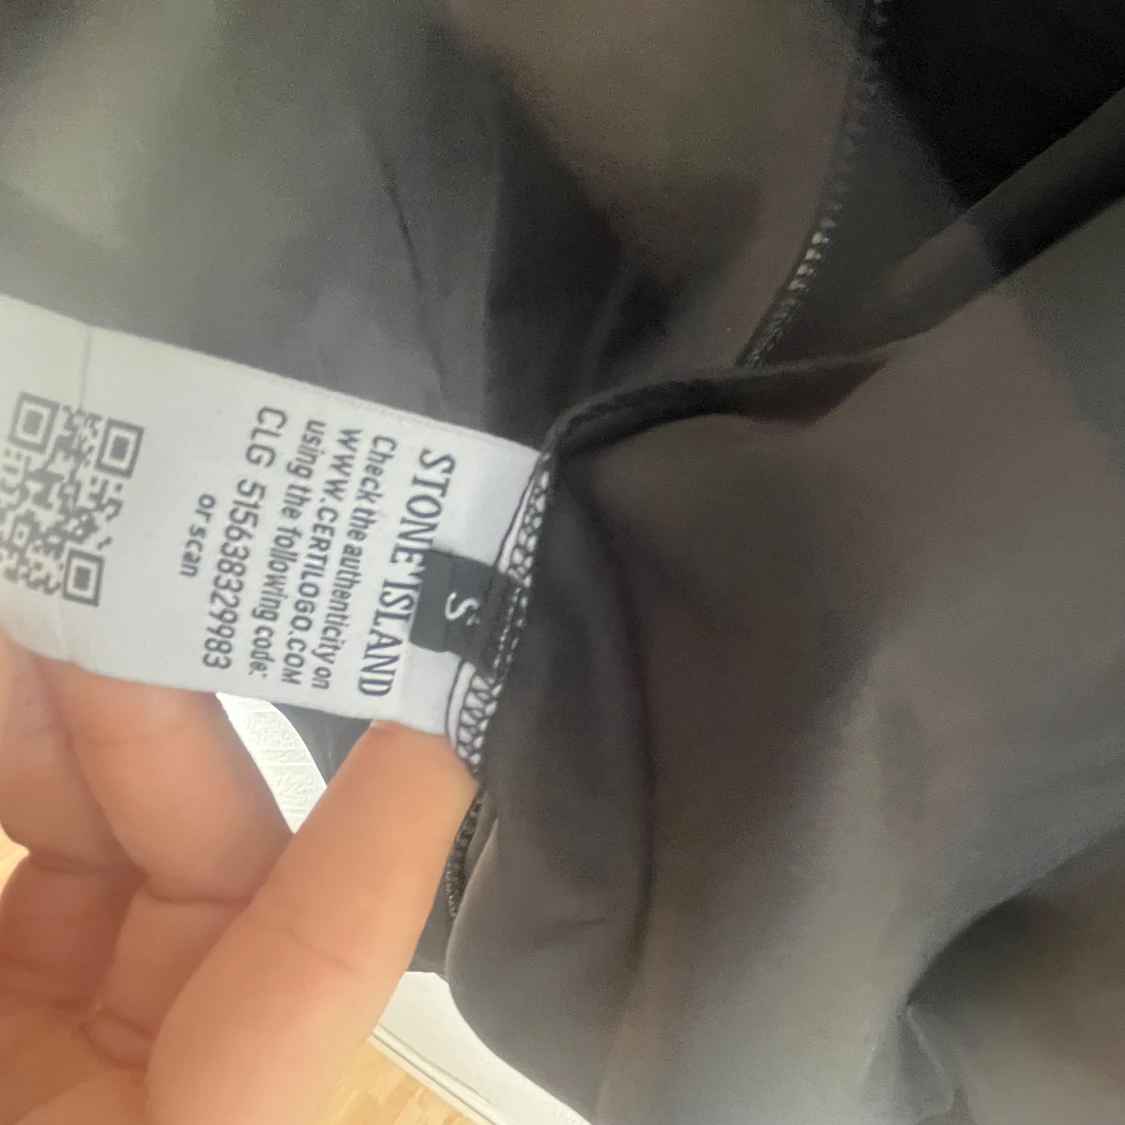 STONE ISLAND
Check the authenticity on
WWW.CERTILOGO.COM
using the following code:
CLG 515638329983
or scan
S